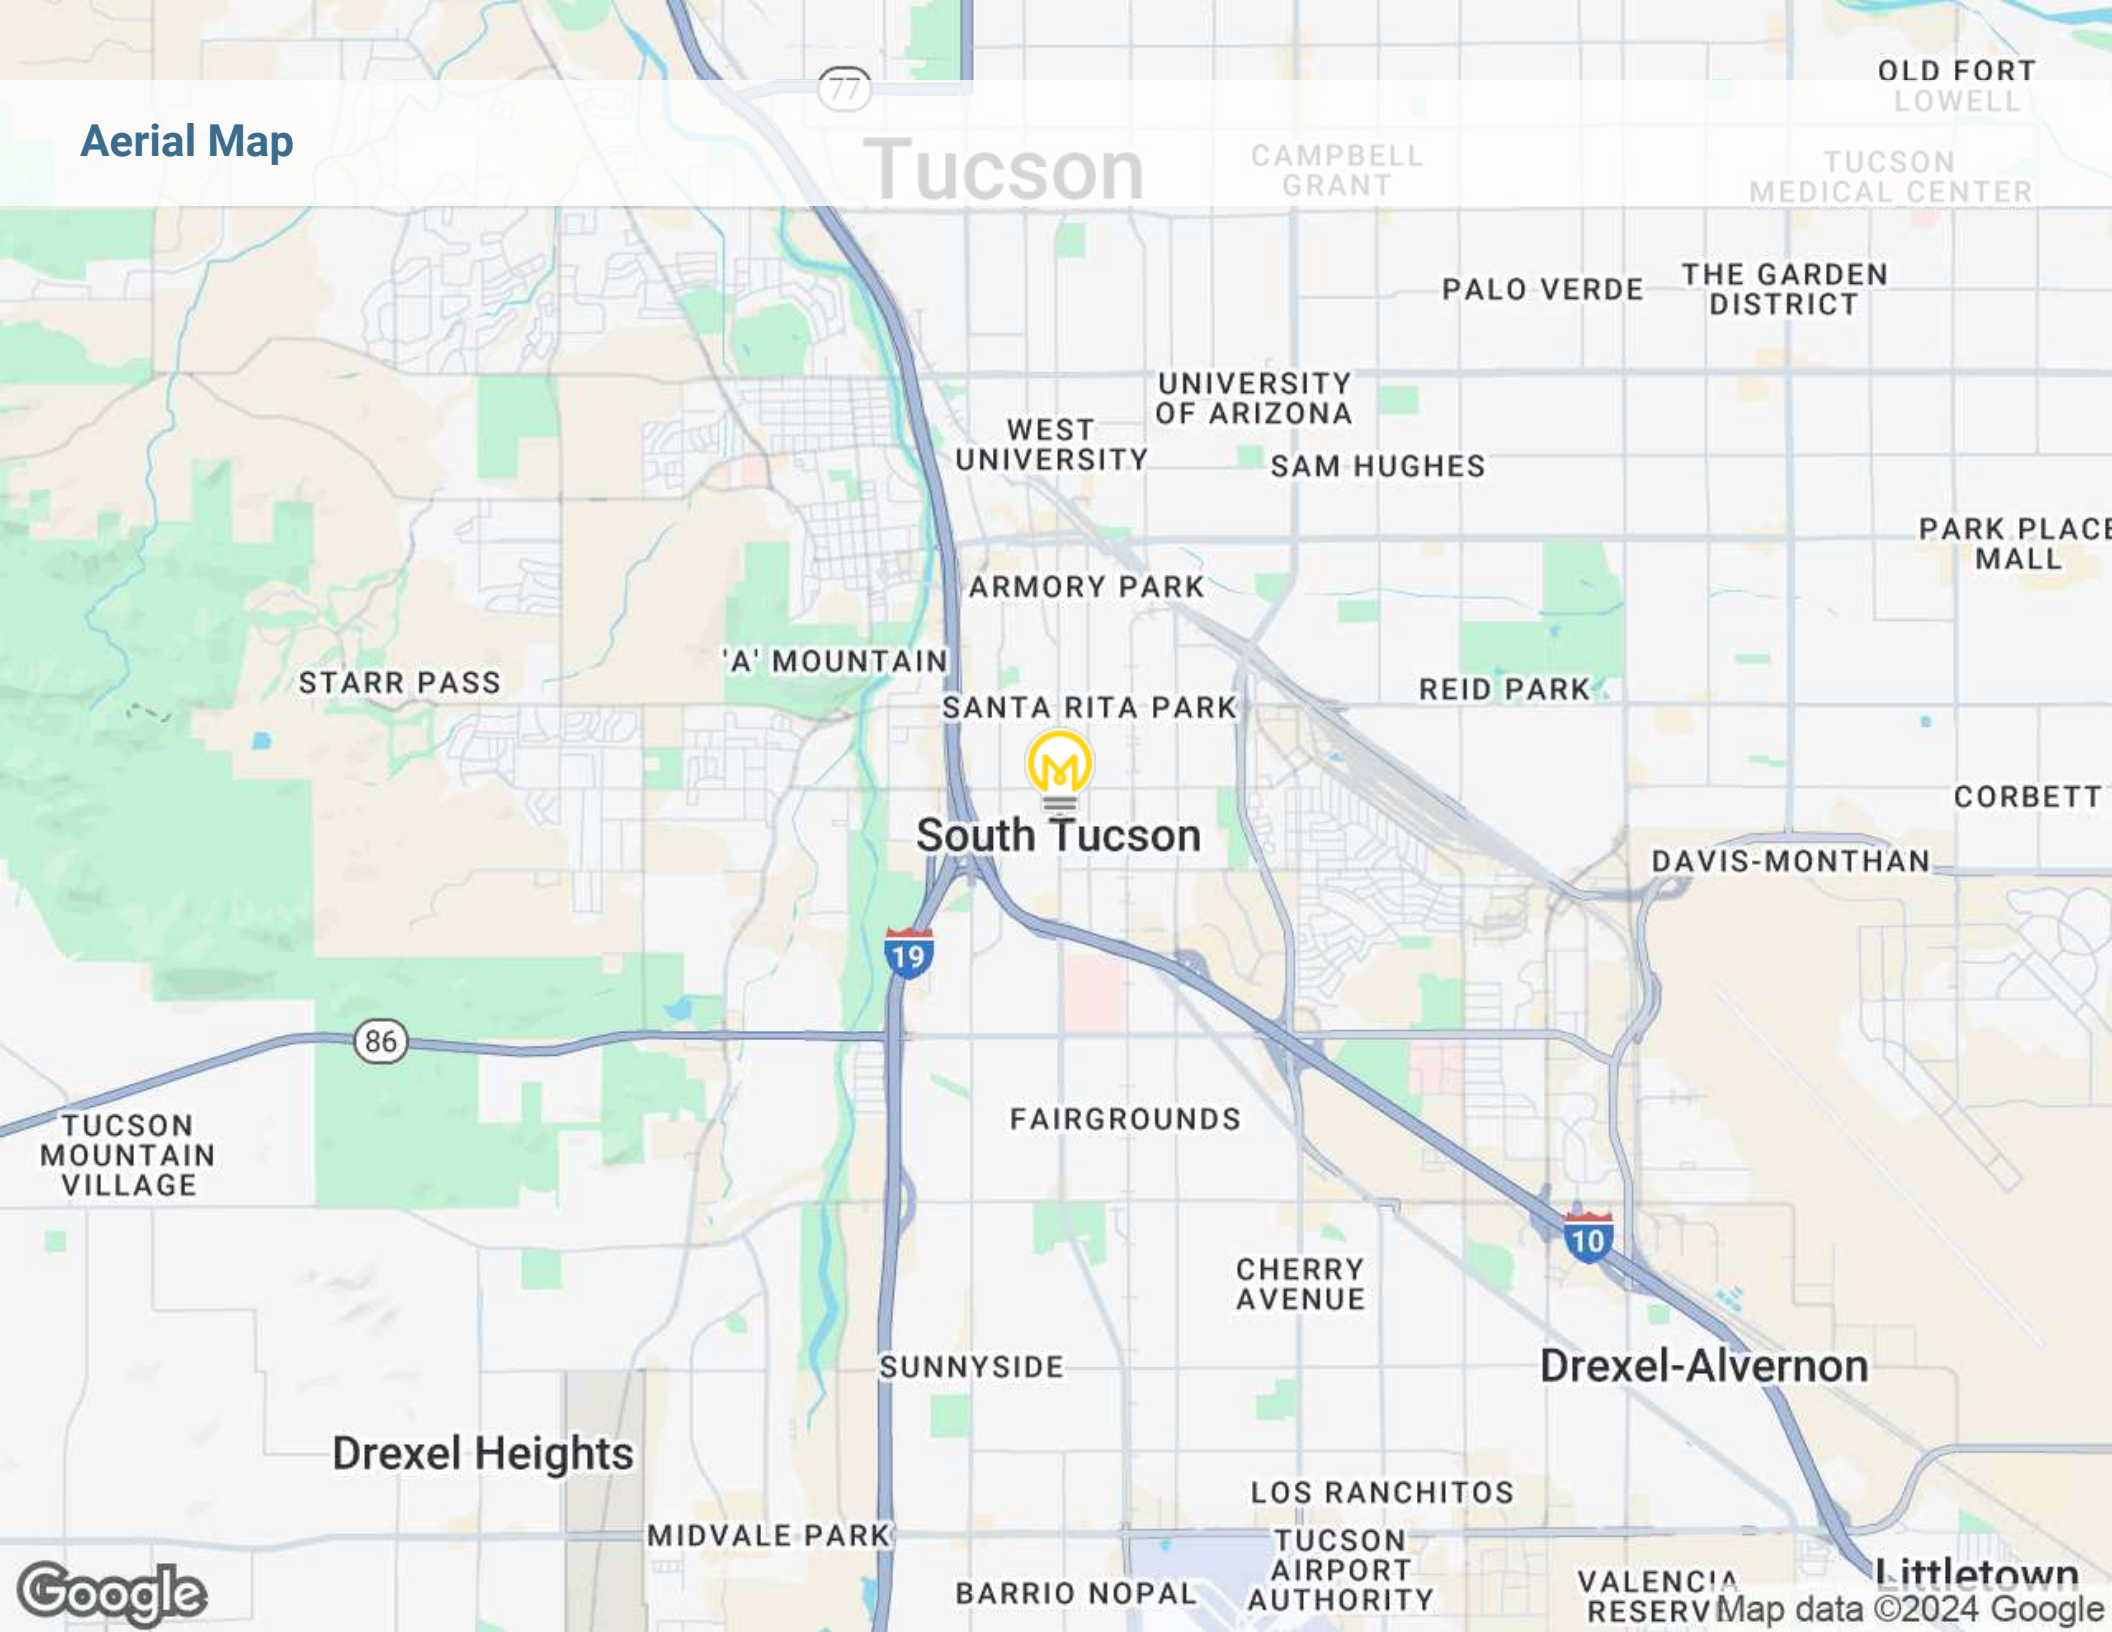 77
OLD FORT
LOWELL
Aerial Map
Tucson
CAMPBELL
GRANT
TUCSON
MEDICAL CENTER
PALO VERDE
THE GARDEN
DISTRICT
UNIVERSITY
OF ARIZONA
WEST
UNIVERSITY
SAM HUGHES
PARK PLACE
MALL
ARMORY PARK
'A' MOUNTAIN
STARR PASS
SANTA RITA PARK
REID PARK
M
CORBETT
South Tucson
DAVIS-MONTHAN
19
86
FAIRGROUNDS
TUCSON
MOUNTAIN
VILLAGE
10
CHERRY
AVENUE
SUNNYSIDE
Drexel-Alvernon
Drexel Heights
LOS RANCHITOS
MIDVALE PARK
TUCSON
AIRPORT
AUTHORITY
BARRIO NOPAL
VALENCIA
RESERV
Littletown
Google
Map data ©2024 Google